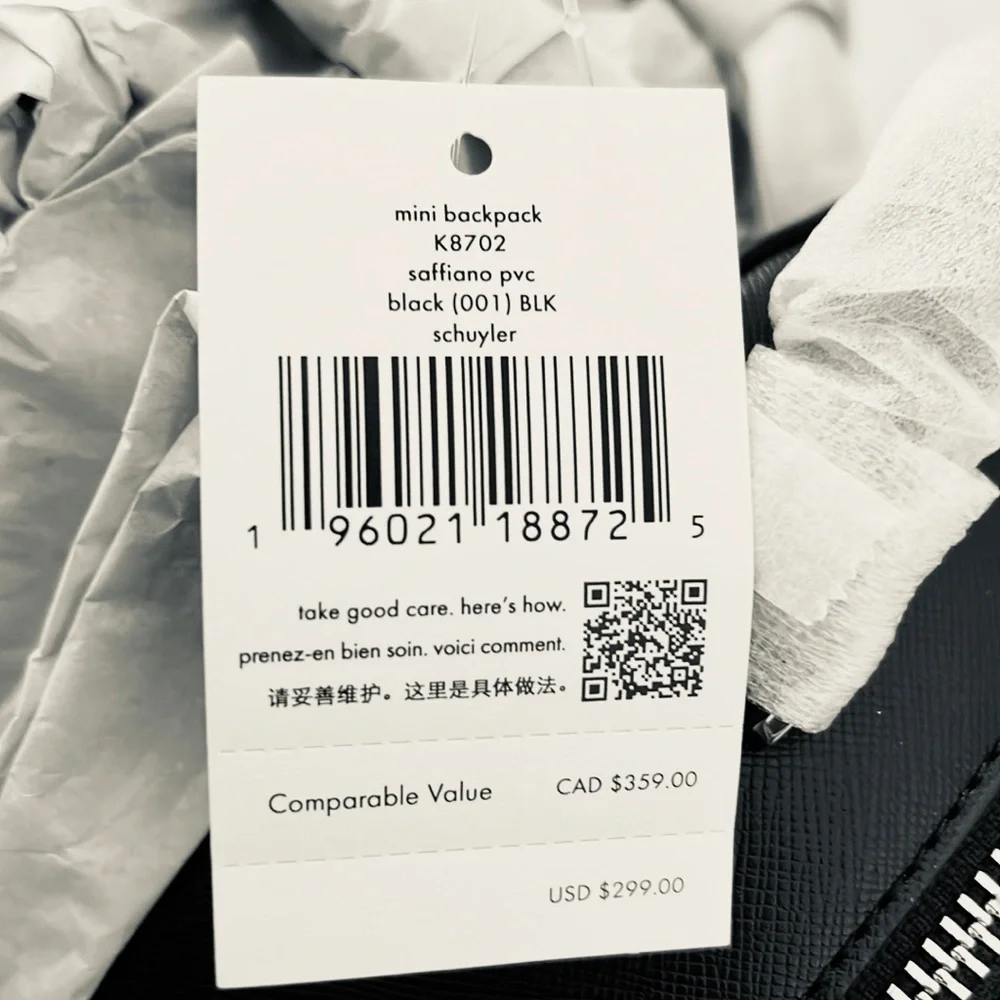 mini backpack
K8702
saffiano pvc
black (001) BLK
schuyler
1 96021 18872 5
take good care. here's how.
prenez-en bien soin. voici comment.
请妥善维护。这里是具体做法。
Comparable Value CAD $359.00
USD $299.00